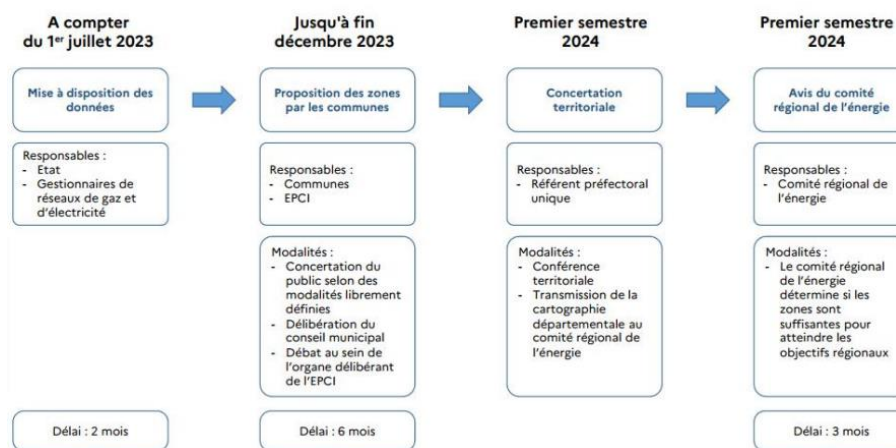 A compter
du 1er juillet 2023
Jusqu'à fin
décembre 2023
Premier semestre
2024
Premier semestre
2024
Mise à disposition des
données
Proposition des zones
par les communes
Concertation
territoriale
Avis du comité
régional de l'énergie
Responsables :
- Etat
- Gestionnaires de
réseaux de gaz et
d'électricité
Responsables :
- Communes
- EPCI
Responsables :
- Référent préfectoral
unique
Responsables :
- Comité régional de
l'énergie
Modalités :
- Concertation du
public selon des
modalités librement
définies
- Délibération du
conseil municipal
- Débat au sein de
l'organe délibérant
de l'EPCI
Modalités :
- Conférence
territoriale
- Transmission de la
cartographie
départementale au
comité régional de
l'énergie
Modalités :
- Le comité régional
de l'énergie
détermine si les
zones sont
suffisantes pour
atteindre les
objectifs régionaux
Délai : 2 mois
Délai : 6 mois
Délai : 3 mois